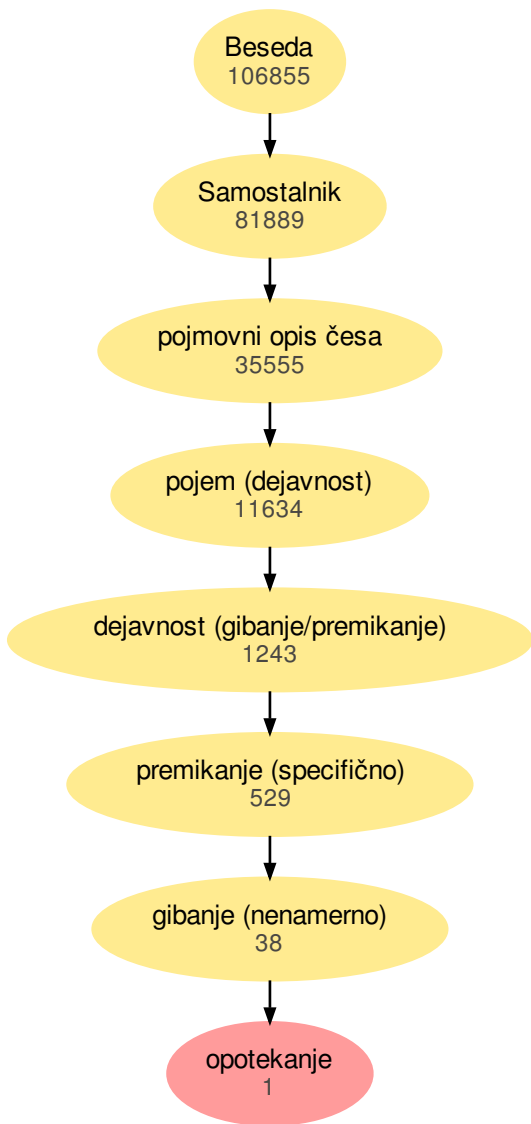 Beseda
106855
Samostalnik
81889
pojmovni opis česa
35555
pojem (dejavnost)
11634
dejavnost (gibanje/premikanje)
1243
premikanje (specifično)
529
gibanje (nenamerno)
38
opotekanje
1